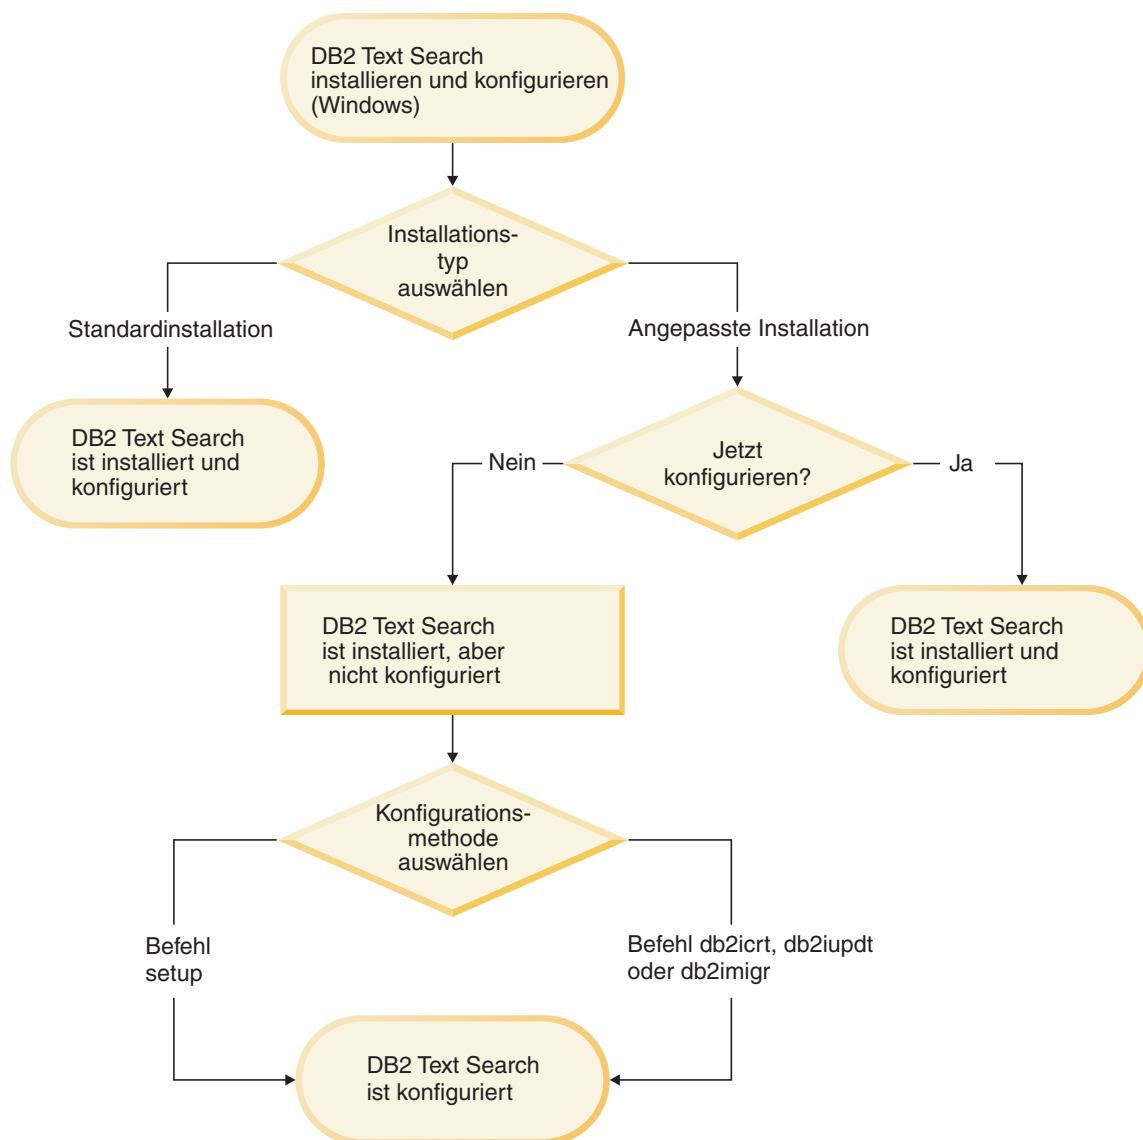 DB2 Text Search
installieren und konfigurieren
(Windows)
Installations-
typ
auswählen
Standardinstallation
Angepasste Installation
DB2 Text Search
ist installiert und
konfiguriert
Jetzt
konfigurieren?
Nein
Ja
DB2 Text Search
ist installiert, aber
nicht konfiguriert
DB2 Text Search
ist installiert und
konfiguriert
Konfigurations-
methode
auswählen
Befehl
setup
Befehl db2icrt, db2iupdt
oder db2imigr
DB2 Text Search
ist konfiguriert